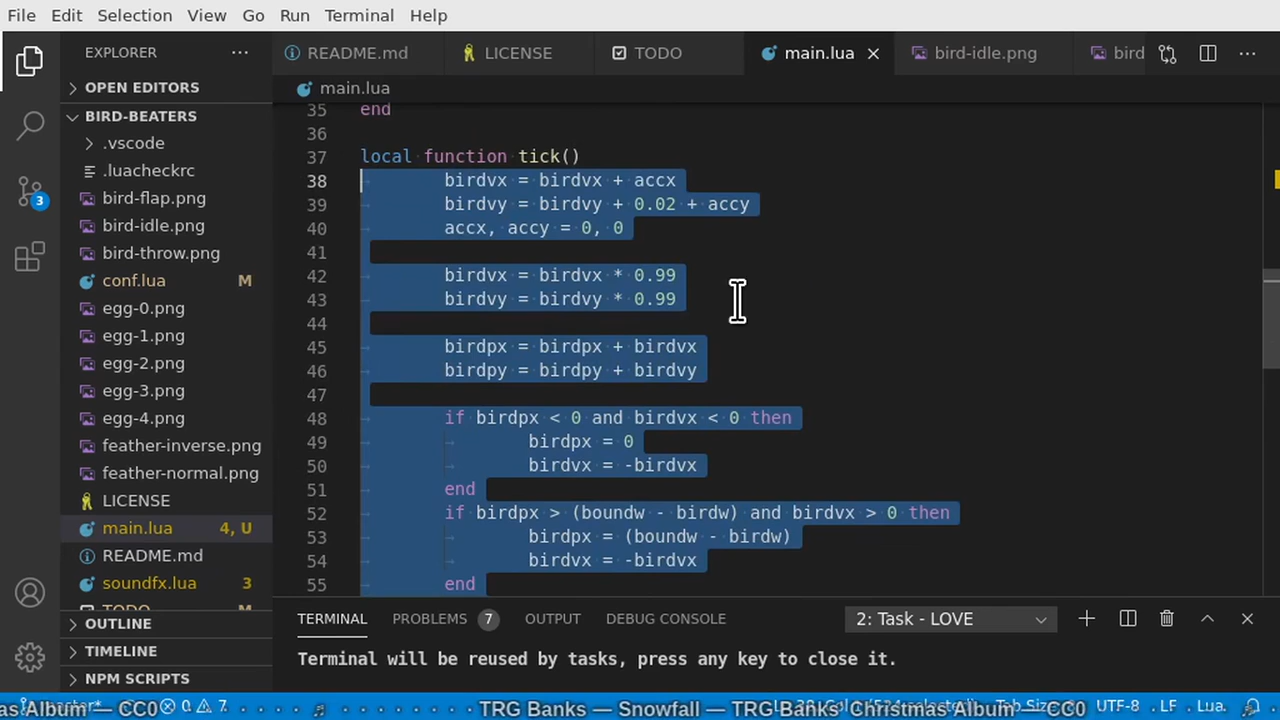 File Edit Selection View Go Run Terminal Help
EXPLORER ···
README.md LICENSE TODO main.lua bird-idle.png bird
OPEN EDITORS
main.lua
BIRD-BEATERS
.vscode
.luacheckrc
bird-flap.png
bird-idle.png
bird-throw.png
conf.lua M
egg-0.png
egg-1.png
egg-2.png
egg-3.png
egg-4.png
feather-inverse.png
feather-normal.png
LICENSE
main.lua 4, U
README.md
soundfx.lua 3
TODO M
OUTLINE
TIMELINE
NPM SCRIPTS
3
35 end
36
37 local function tick()
38 birdvx = birdvx + accx
39 birdvy = birdvy + 0.02 + accy
40 accx, accy = 0, 0
41
42 birdvx = birdvx * 0.99
43 birdvy = birdvy * 0.99
44
45 birdpx = birdpx + birdvx
46 birdpy = birdpy + birdvy
47
48 if birdpx < 0 and birdvx < 0 then
49 birdpx = 0
50 birdvx = -birdvx
51 end
52 if birdpx > (boundw - birdw) and birdvx > 0 then
53 birdpx = (boundw - birdw)
54 birdvx = -birdvx
55 end
TERMINAL PROBLEMS 7 OUTPUT DEBUG CONSOLE 2: Task - LOVE
Terminal will be reused by tasks, press any key to close it.
as Album — CC0 TRG Banks — Snowfall — TRG Banks' Christmas Album — CC0
0 7 UTF-8 LF Lua